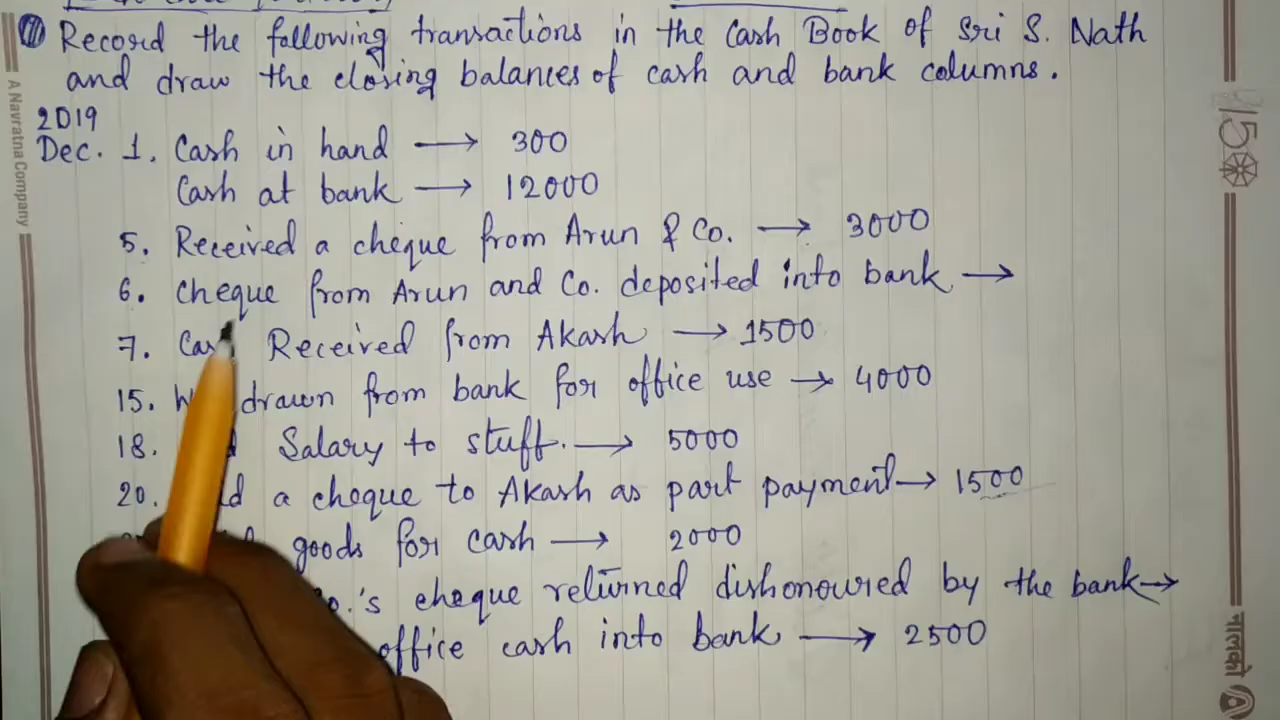 Record the following transactions in the Cash Book of Sri S. Nath
and draw the closing balances of cash and bank columns.
2019
Dec. 1. Cash in hand → 300
Cash at bank → 12000
5. Received a cheque from Arun & Co. → 3000
6. Cheque from Arun and Co. deposited into bank →
7. Received from Akash → 1500
15. drawn from bank for office use → 4000
18. Salary to stuff. → 5000
20. a cheque to Akash as part payment → 1500
goods for cash → 2000
's cheque returned dishonoured by the bank →
office cash into bank → 2500
A Navratna Company
नालको